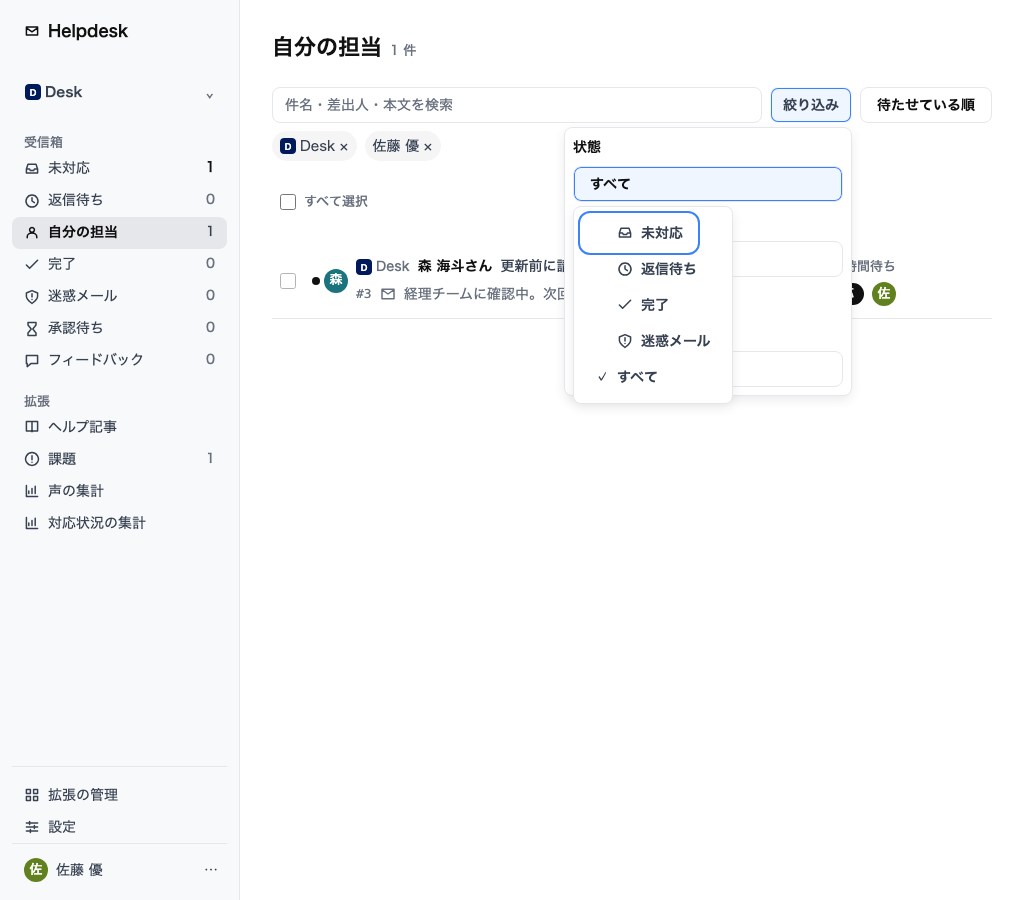 Helpdesk
D Desk
受信箱
未対応 1
返信待ち 0
自分の担当 1
完了 0
迷惑メール 0
承認待ち 0
フィードバック 0
拡張
ヘルプ記事
課題 1
声の集計
対応状況の集計
拡張の管理
設定
佐 佐藤 優 …
自分の担当 1 件
件名・差出人・本文を検索 絞り込み 待たせている順
D Desk × 佐藤 優 ×
すべて選択
森 D Desk 森 海斗さん 更新前に 時間待ち
#3 経理チームに確認中。次回 佐
状態
すべて
未対応
返信待ち
完了
迷惑メール
✓ すべて